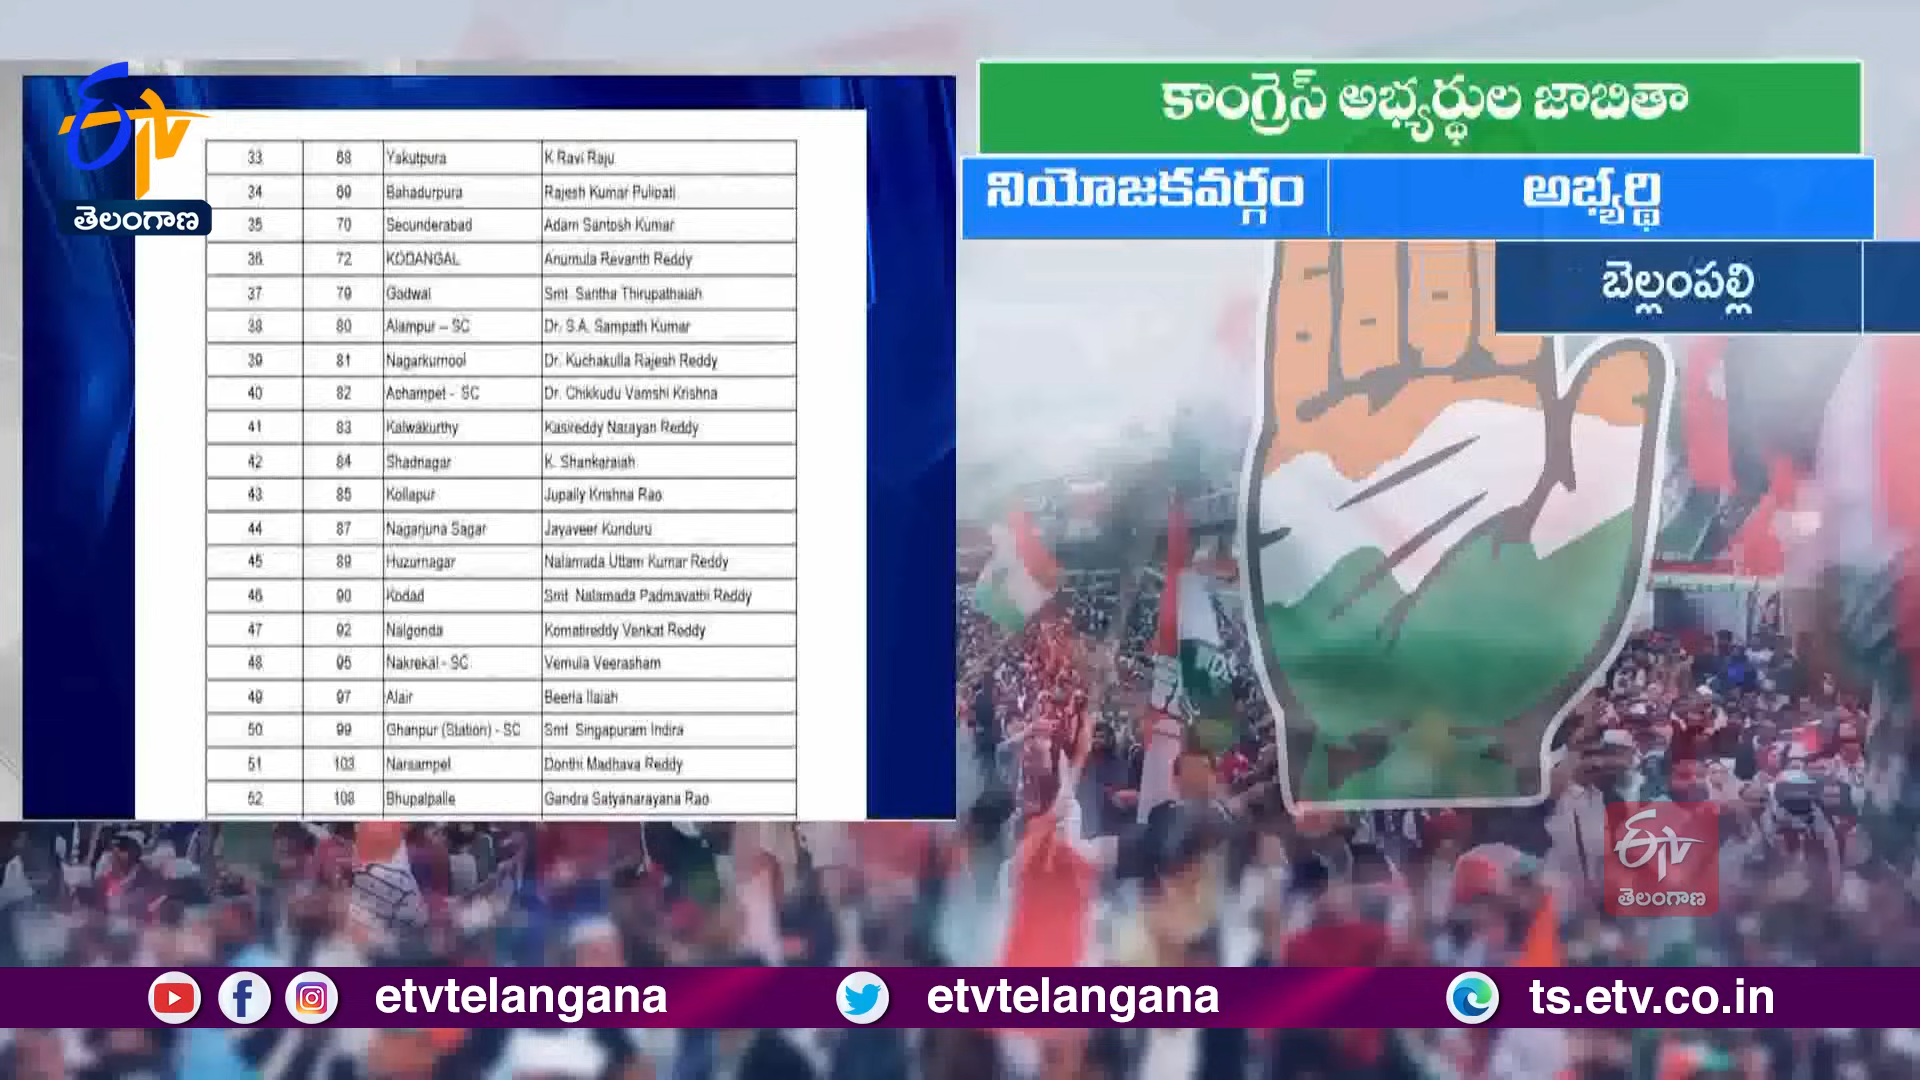 ETV
తెలంగాణ
33 68 Yakutpura K Ravi Raju
34 69 Bahadurpura Rajesh Kumar Pulipati
35 70 Secunderabad Adam Santosh Kumar
36 72 KODANGAL Anumula Revanth Reddy
37 79 Gadwal Smt. Saritha Thirupathaiah
38 80 Alampur – SC Dr. S.A. Sampath Kumar
39 81 Nagarkurnool Dr. Kuchakulla Rajesh Reddy
40 82 Achampet - SC Dr. Chikkudu Vamshi Krishna
41 83 Kalwakurthy Kasireddy Narayan Reddy
42 84 Shadnagar K. Shankaraiah
43 85 Kollapur Jupally Krishna Rao
44 87 Nagarjuna Sagar Jayaveer Kunduru
45 89 Huzurnagar Nalamada Uttam Kumar Reddy
46 90 Kodad Smt. Nalamada Padmavathi Reddy
47 92 Nalgonda Komatireddy Venkat Reddy
48 95 Nakrekal - SC Vemula Veeresham
49 97 Alair Beerla Ilaiah
50 99 Ghanpur (Station) - SC Smt. Singapuram Indira
51 103 Narsampet Donthi Madhava Reddy
52 108 Bhupalpalle Gandra Satyanarayana Rao
కాంగ్రెస్ అభ్యర్థుల జాబితా
నియోజకవర్గం అభ్యర్థి
బెల్లంపల్లి
ETV
తెలంగాణ
etvtelangana etvtelangana ts.etv.co.in